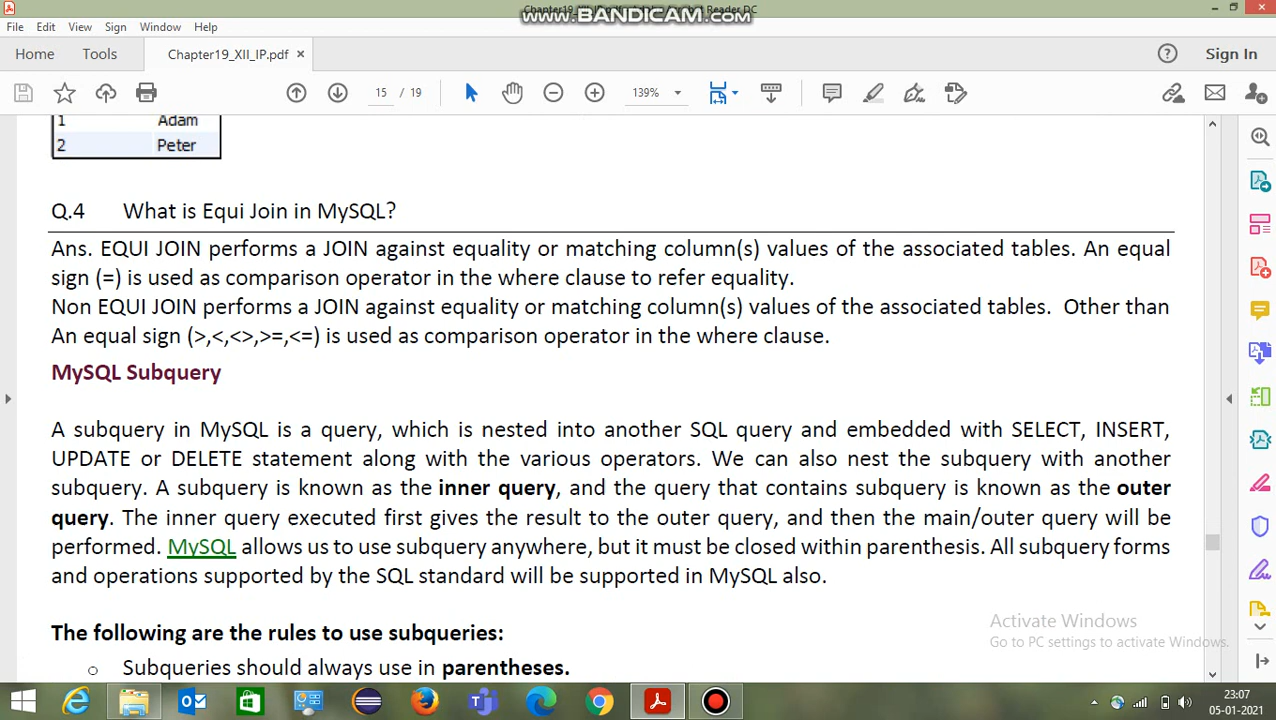 www.BANDICAM.com
File Edit View Sign Window Help
Home Tools Chapter19_XII_IP.pdf × Sign In
15 / 19 139%
1 Adam
2 Peter
Q.4 What is Equi Join in MySQL?
Ans. EQUI JOIN performs a JOIN against equality or matching column(s) values of the associated tables. An equal
sign (=) is used as comparison operator in the where clause to refer equality.
Non EQUI JOIN performs a JOIN against equality or matching column(s) values of the associated tables. Other than
An equal sign (>,<,<>,>=,<=) is used as comparison operator in the where clause.
MySQL Subquery
A subquery in MySQL is a query, which is nested into another SQL query and embedded with SELECT, INSERT,
UPDATE or DELETE statement along with the various operators. We can also nest the subquery with another
subquery. A subquery is known as the inner query, and the query that contains subquery is known as the outer
query. The inner query executed first gives the result to the outer query, and then the main/outer query will be
performed. MySQL allows us to use subquery anywhere, but it must be closed within parenthesis. All subquery forms
and operations supported by the SQL standard will be supported in MySQL also.
Activate Windows
Go to PC settings to activate Windows.
The following are the rules to use subqueries:
o Subqueries should always use in parentheses.
23:07
05-01-2021